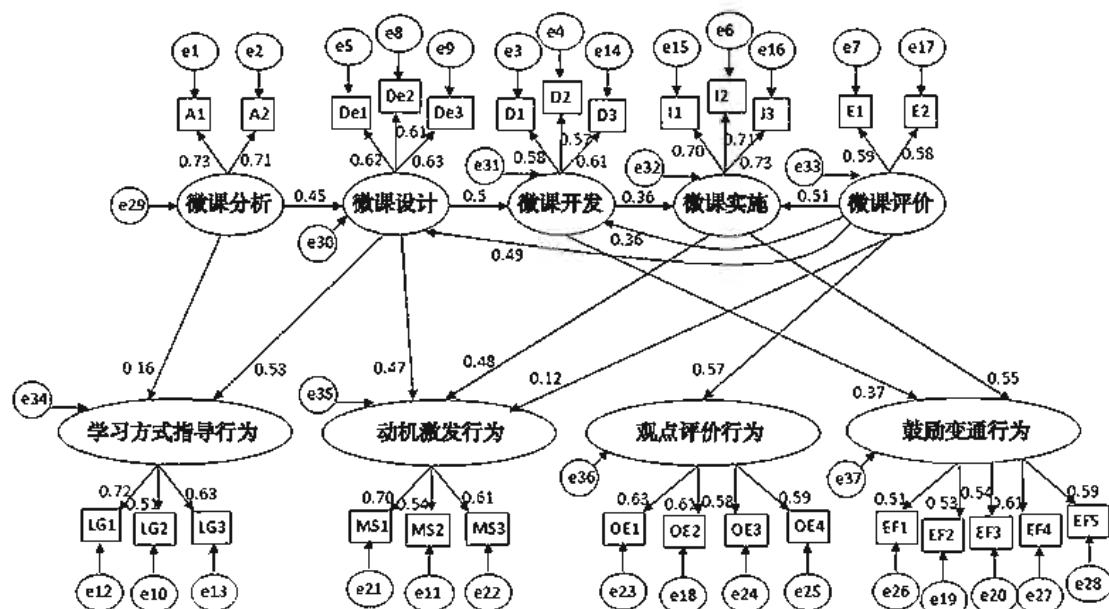 e1 e2 e5 e8 e9 e3 e4 e14 e15 e6 e16 e7 e17
A1 A2 De1 De2 De3 D1 D2 D3 I1 I2 I3 E1 E2
0.73 0.71 0.62 0.61 0.63 0.58 0.57 0.61 0.70 0.71 0.73 0.59 0.58
e31 e32 e33
e29 微课分析 0.45 微课设计 0.5 微课开发 0.36 微课实施 0.51 微课评价
e30 0.49 0.36
0.16 0.53 0.47 0.48 0.12 0.57 0.37 0.55
e34 e35
学习方式指导行为 动机激发行为 观点评价行为 鼓励变通行为
e36 e37
0.72 0.51 0.63 0.70 0.54 0.61 0.63 0.61 0.58 0.59 0.51 0.53 0.54 0.61 0.59
LG1 LG2 LG3 MS1 MS2 MS3 OE1 OE2 OE3 OE4 EF1 EF2 EF3 EF4 EF5
e12 e10 e13 e21 e11 e22 e23 e18 e24 e25 e26 e19 e20 e27 e28